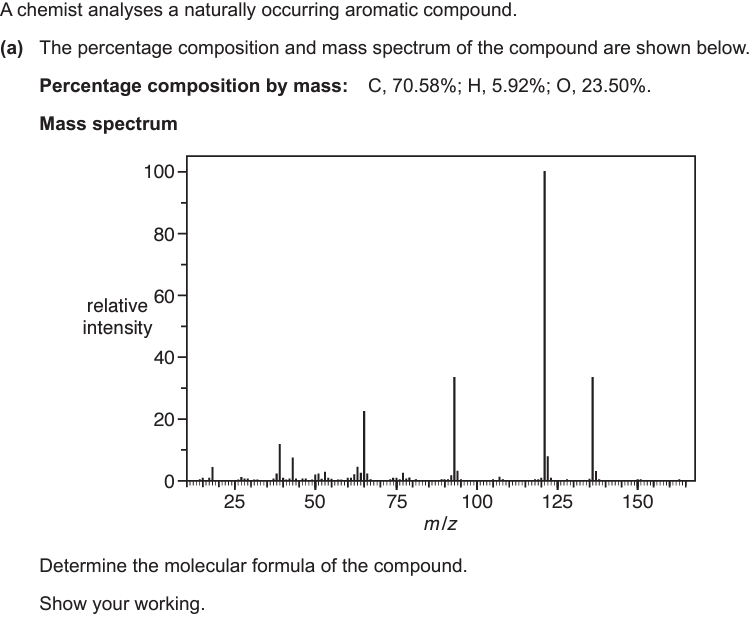 A chemist analyses a naturally occurring aromatic compound.
(a) The percentage composition and mass spectrum of the compound are shown below.
Percentage composition by mass: C, 70.58%; H, 5.92%; O, 23.50%.
Mass spectrum
100
80
60
40
20
0
relative
intensity
25 50 75 100 125 150
m/z
Determine the molecular formula of the compound.
Show your working.